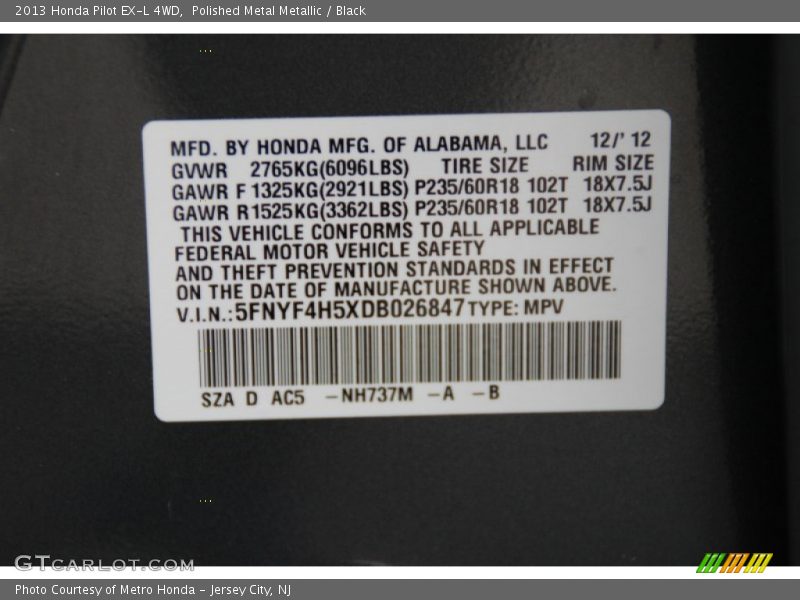 2013 Honda Pilot EX-L 4WD, Polished Metal Metallic / Black
MFD. BY HONDA MFG. OF ALABAMA, LLC 12/' 12
GVWR 2765KG(6096LBS) TIRE SIZE RIM SIZE
GAWR F 1325KG(2921LBS) P235/60R18 102T 18X7.5J
GAWR R 1525KG(3362LBS) P235/60R18 102T 18X7.5J
THIS VEHICLE CONFORMS TO ALL APPLICABLE
FEDERAL MOTOR VEHICLE SAFETY
AND THEFT PREVENTION STANDARDS IN EFFECT
ON THE DATE OF MANUFACTURE SHOWN ABOVE.
V.I.N.:5FNYF4H5XDB026847 TYPE: MPV
SZA D AC5 -NH737M -A -B
GTCARLOT.COM
Photo Courtesy of Metro Honda - Jersey City, NJ